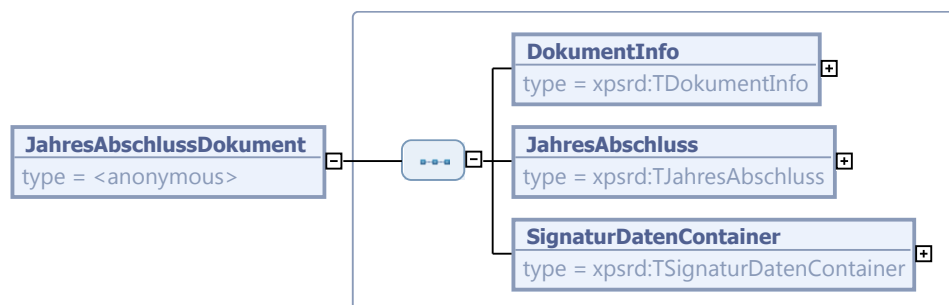 DokumentInfo
type = xpsrd:TDokumentInfo
JahresAbschlussDokument
type = <anonymous>
JahresAbschluss
type = xpsrd:TJahresAbschluss
SignaturDatenContainer
type = xpsrd:TSignaturDatenContainer